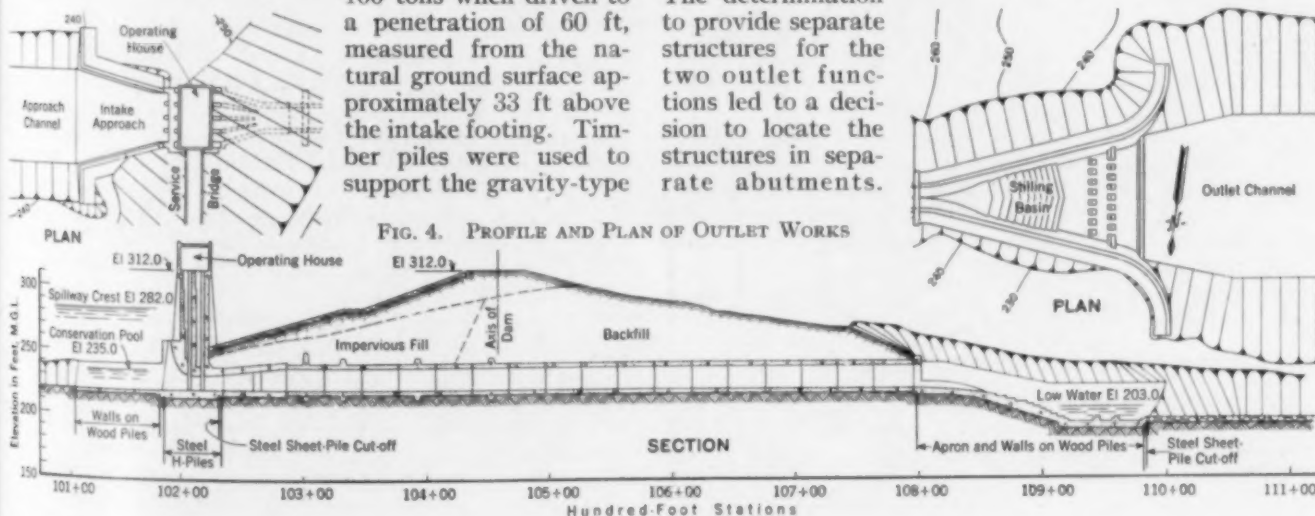 a penetration of 60 ft,
measured from the na-
tural ground surface ap-
proximately 33 ft above
the intake footing. Tim-
ber piles were used to
support the gravity-type
to provide separate
structures for the
two outlet func-
tions led to a deci-
sion to locate the
structures in sepa-
rate abutments.
240
230
Operating
House
Approach
Channel
Intake
Approach
240
Service
Bridge
PLAN
260
250
240
Stilling
Basin
Outlet Channel
240
230
PLAN
FIG. 4. PROFILE AND PLAN OF OUTLET WORKS
El 312.0
Operating House
El 312.0
Spillway Crest El 282.0
Conservation Pool
El 235.0
Axis of
Dam
Impervious Fill
Backfill
Low Water El 203.0
Elevation in Feet, M.G.L.
300
250
200
150
Walls on
Wood Piles
Steel
H-Piles
Steel Sheet-Pile Cut-off
SECTION
Apron and Walls on Wood Piles
Steel Sheet-
Pile Cut-off
101+00 102+00 103+00 104+00 105+00 106+00 107+00 108+00 109+00 110+00 111+00
Hundred-Foot Stations